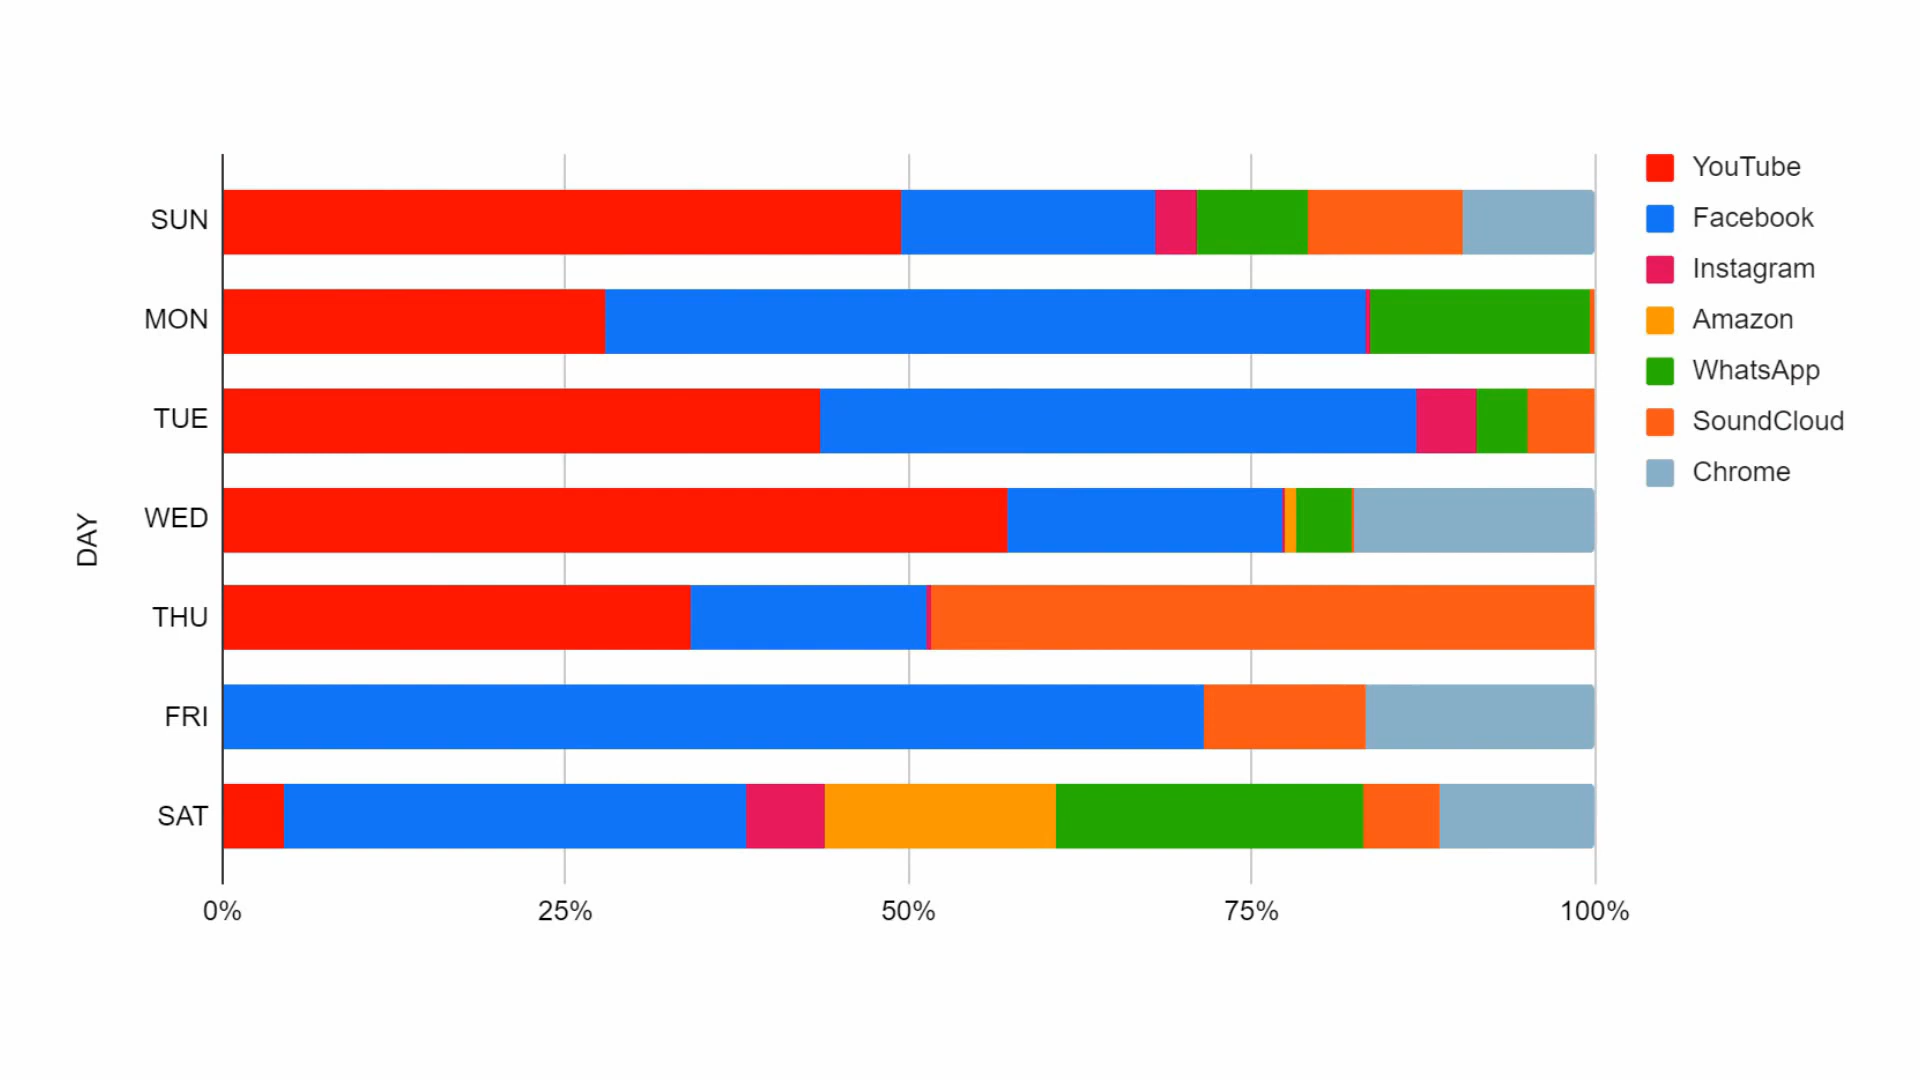 YouTube
Facebook
Instagram
Amazon
WhatsApp
SoundCloud
Chrome
DAY
SUN
MON
TUE
WED
THU
FRI
SAT
0% 25% 50% 75% 100%